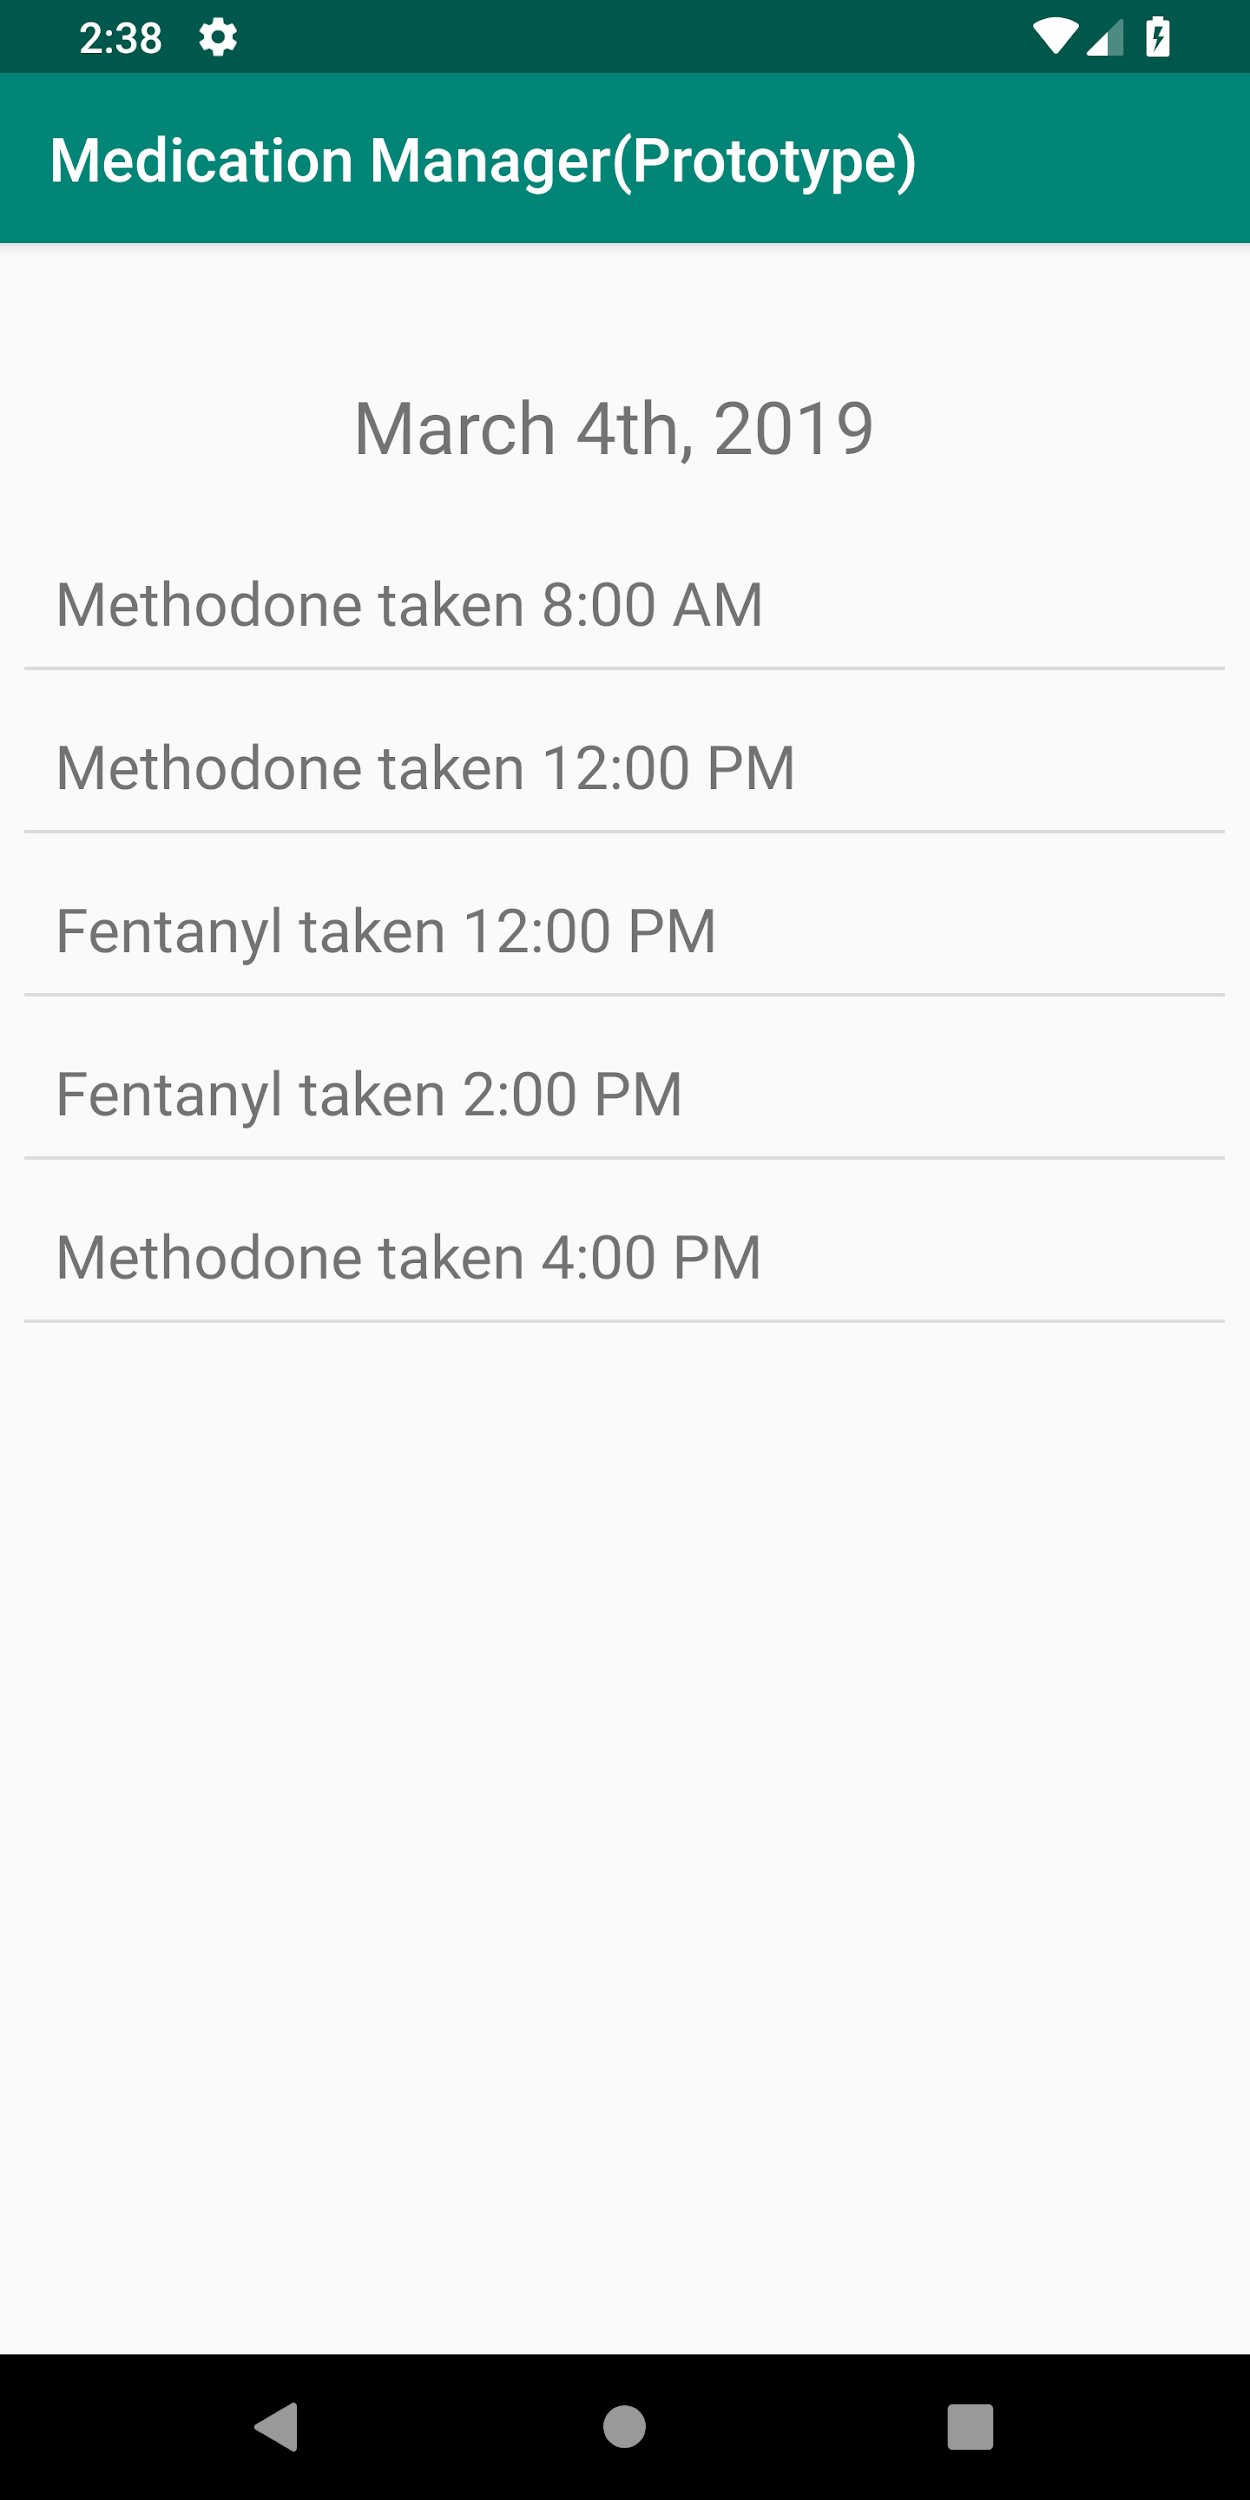 2:38
Medication Manager(Prototype)
March 4th, 2019
Methodone taken 8:00 AM
Methodone taken 12:00 PM
Fentanyl taken 12:00 PM
Fentanyl taken 2:00 PM
Methodone taken 4:00 PM